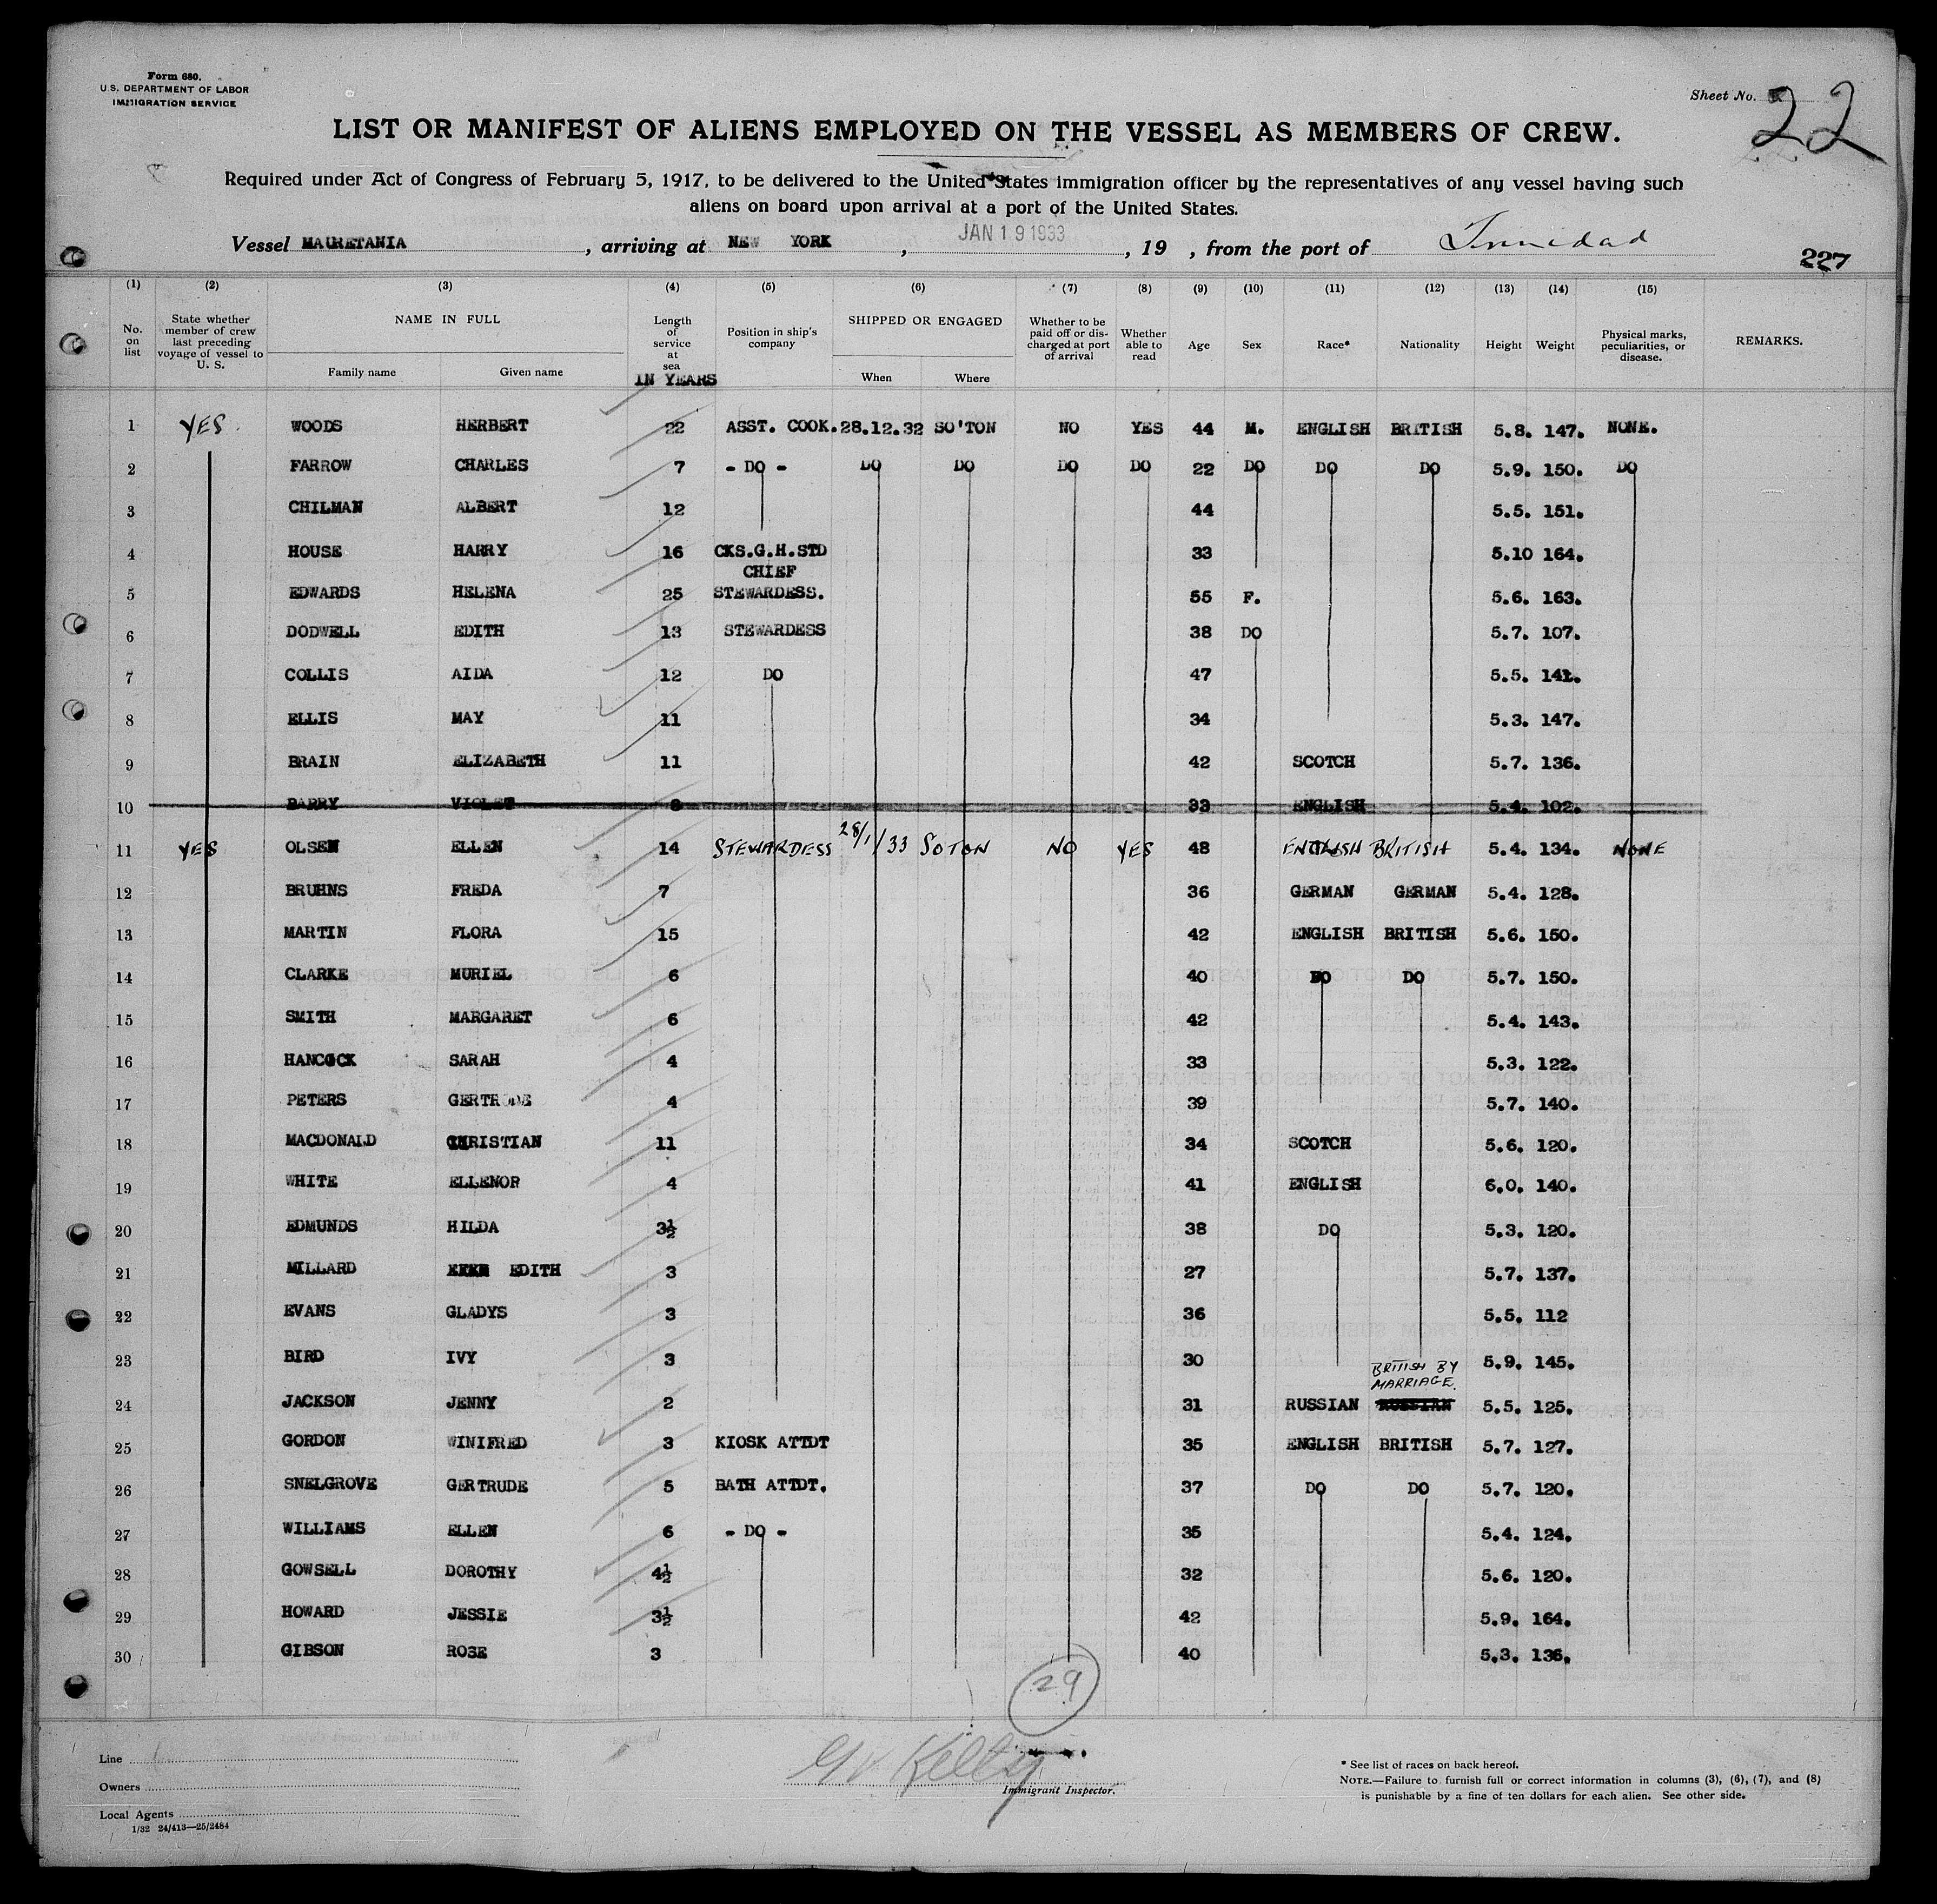 Form 680.
U.S. DEPARTMENT OF LABOR
IMMIGRATION SERVICE
Sheet No. 22
LIST OR MANIFEST OF ALIENS EMPLOYED ON THE VESSEL AS MEMBERS OF CREW.
Required under Act of Congress of February 5, 1917, to be delivered to the United States immigration officer by the representatives of any vessel having such
aliens on board upon arrival at a port of the United States.
Vessel MAURETANIA, arriving at NEW YORK, JAN 19 1933, 19 , from the port of Trinidad
227
(1) (2) (3) (4) (5) (6) (7) (8) (9) (10) (11) (12) (13) (14) (15)
No. on list
State whether member of crew last preceding voyage of vessel to U. S.
NAME IN FULL
Family name Given name
Length of service at sea
IN YEARS
Position in ship's company
SHIPPED OR ENGAGED
When Where
Whether to be paid off or discharged at port of arrival
Whether able to read
Age
Sex
Race*
Nationality
Height
Weight
Physical marks, peculiarities, or disease.
REMARKS.
1 YES WOODS HERBERT 22 ASST. COOK. 28.12.32 SO'TON NO YES 44 M. ENGLISH BRITISH 5.8. 147. NONE.
2 FARROW CHARLES 7 - DO - DO DO DO DO 22 DO DO DO 5.9. 150. DO
3 CHILMAN ALBERT 12 44 5.5. 151.
4 HOUSE HARRY 16 CKS.G.H.STD 33 5.10 164.
5 EDWARDS HELENA 25 CHIEF STEWARDESS. 55 F. 5.6. 163.
6 DODWELL EDITH 13 STEWARDESS 38 DO 5.7. 107.
7 COLLIS AIDA 12 DO 47 5.5. 141.
8 ELLIS MAY 11 34 5.3. 147.
9 BRAIN ELIZABETH 11 42 SCOTCH 5.7. 136.
10 BARRY VIOLET 8 33 ENGLISH 5.4. 102.
11 YES OLSEN ELLEN 14 STEWARDESS 28/1/33 SOTON NO YES 48 ENGLISH BRITISH 5.4. 134. NONE
12 BRUHNS FREDA 7 36 GERMAN GERMAN 5.4. 128.
13 MARTIN FLORA 15 42 ENGLISH BRITISH 5.6. 150.
14 CLARKE MURIEL 6 40 DO DO 5.7. 150.
15 SMITH MARGARET 6 42 5.4. 143.
16 HANCOCK SARAH 4 33 5.3. 122.
17 PETERS GERTRUDE 4 39 5.7. 140.
18 MACDONALD CHRISTIAN 11 34 SCOTCH 5.6. 120.
19 WHITE ELLENOR 4 41 ENGLISH 6.0. 140.
20 EDMUNDS HILDA 3½ 38 DO 5.3. 120.
21 MILLARD EDITH 3 27 5.7. 137.
22 EVANS GLADYS 3 36 5.5. 112
23 BIRD IVY 3 30 5.9. 145.
BRITISH BY
MARRIAGE.
24 JACKSON JENNY 2 31 RUSSIAN RUSSIAN 5.5. 125.
25 GORDON WINIFRED 3 KIOSK ATTDT 35 ENGLISH BRITISH 5.7. 127.
26 SNELGROVE GERTRUDE 5 BATH ATTDT. 37 DO DO 5.7. 120.
27 WILLIAMS ELLEN 6 - DO - 35 5.4. 124.
28 GOWSELL DOROTHY 4½ 32 5.6. 120.
29 HOWARD JESSIE 3½ 42 5.9. 164.
30 GIBSON ROSE 3 40 5.3. 136.
29
Line
Owners
Local Agents
1/32 24/413—25/2484
Kelty
Immigrant Inspector.
* See list of races on back hereof.
NOTE.—Failure to furnish full or correct information in columns (3), (6), (7), and (8)
is punishable by a fine of ten dollars for each alien. See other side.